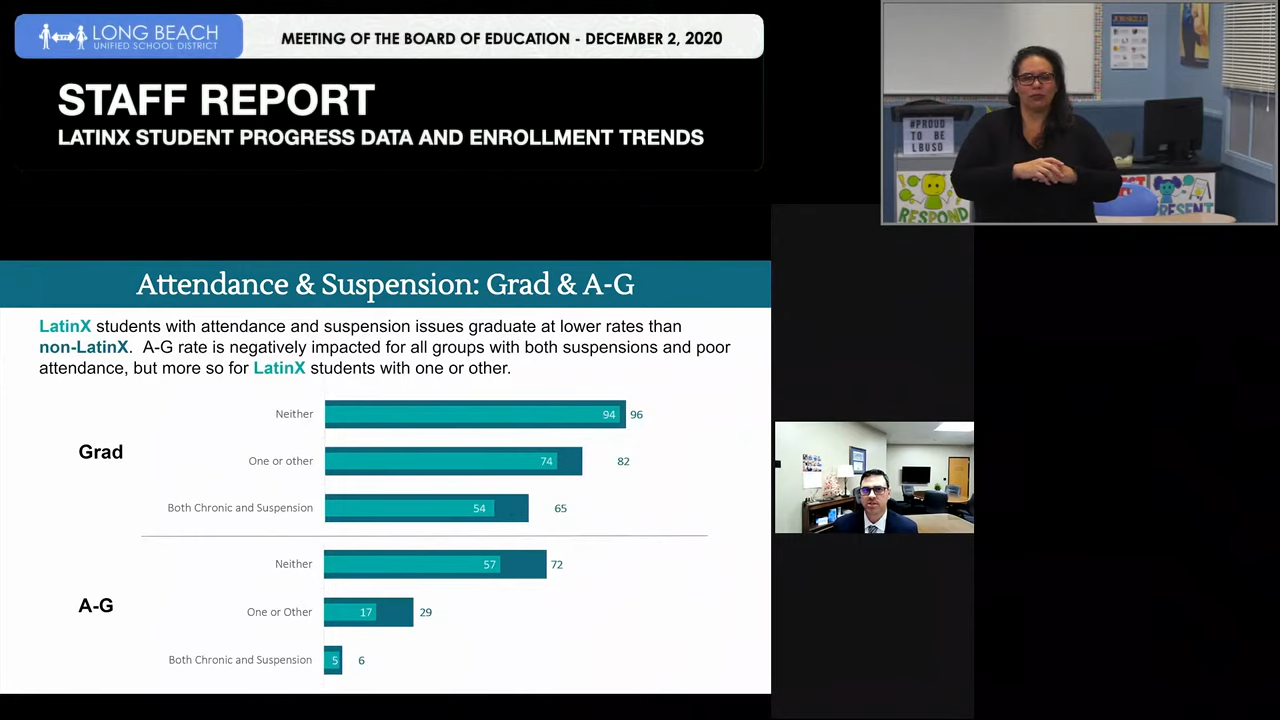 LONG BEACH
UNIFIED SCHOOL DISTRICT
MEETING OF THE BOARD OF EDUCATION - DECEMBER 2, 2020
STAFF REPORT
LATINX STUDENT PROGRESS DATA AND ENROLLMENT TRENDS
#PROUD
TO BE
LBUSD
RESPOND
PRESENT
Attendance & Suspension: Grad & A-G
LatinX students with attendance and suspension issues graduate at lower rates than
non-LatinX. A-G rate is negatively impacted for all groups with both suspensions and poor
attendance, but more so for LatinX students with one or other.
Grad
Neither 94 96
One or other 74 82
Both Chronic and Suspension 54 65
A-G
Neither 57 72
One or Other 17 29
Both Chronic and Suspension 5 6